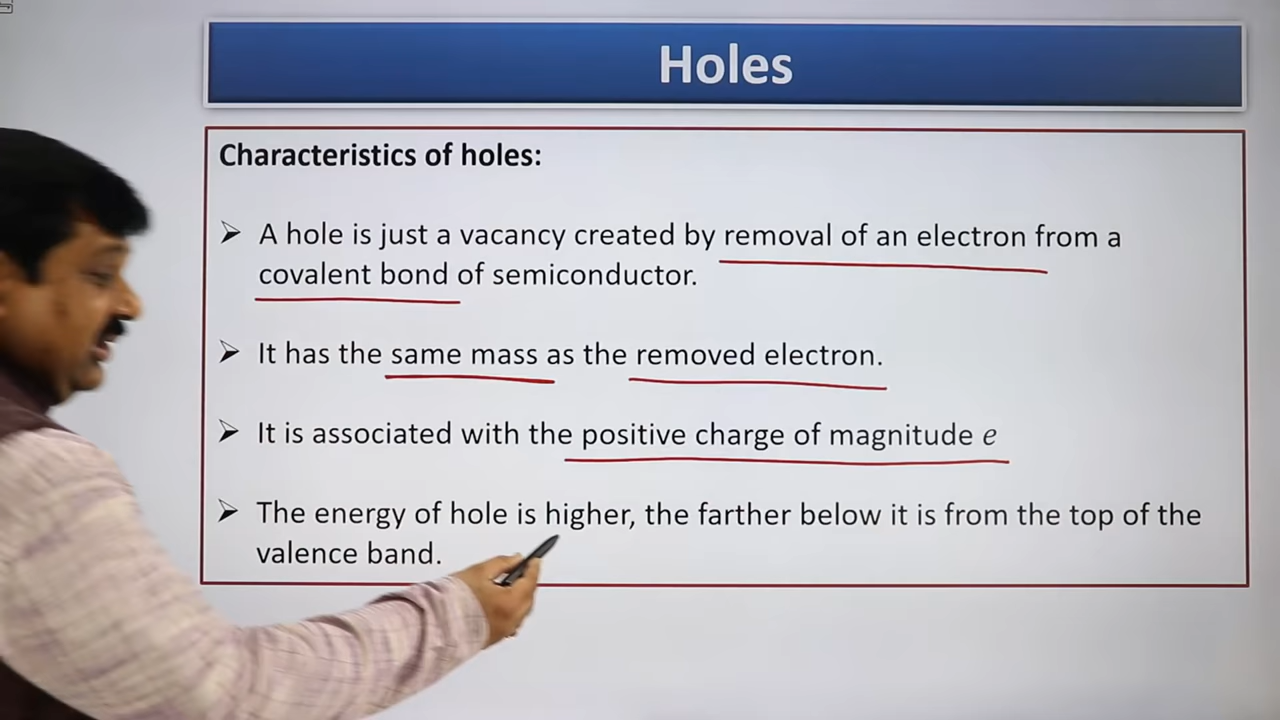 Holes
Characteristics of holes:
➢ A hole is just a vacancy created by removal of an electron from a
covalent bond of semiconductor.
➢ It has the same mass as the removed electron.
➢ It is associated with the positive charge of magnitude e
➢ The energy of hole is higher, the farther below it is from the top of the
valence band.